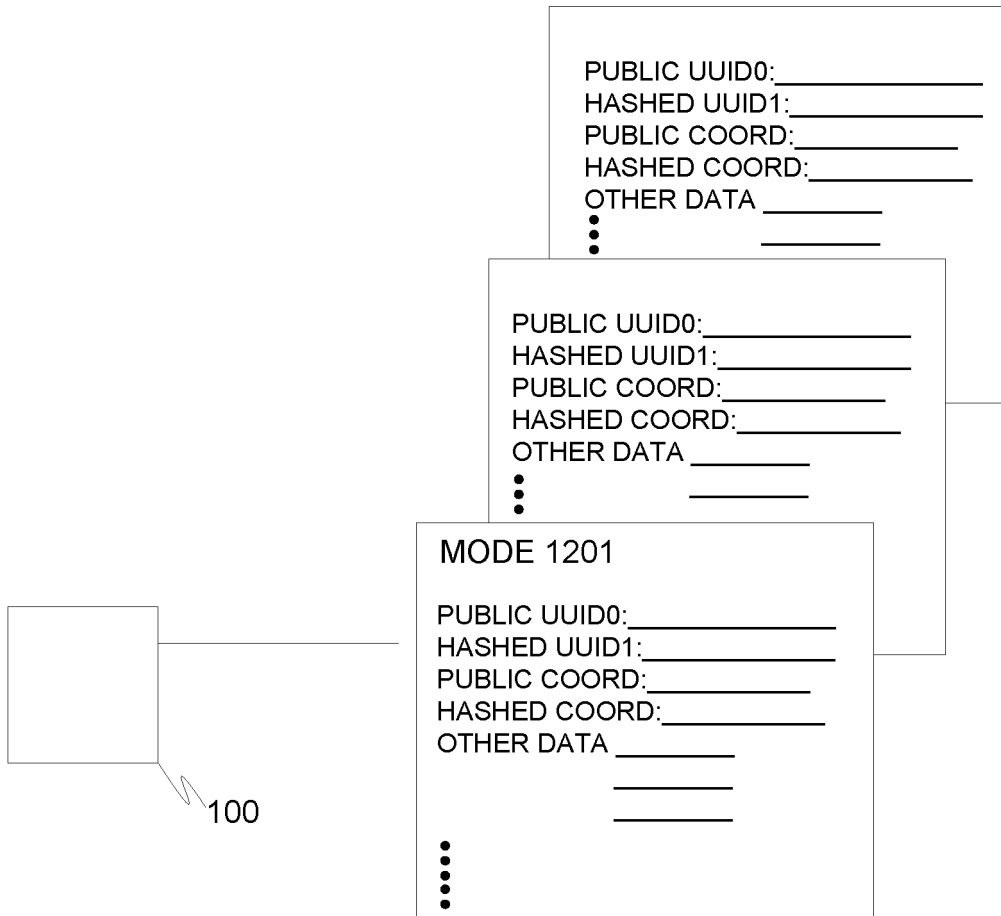 PUBLIC UUID0:
HASHED UUID1:
PUBLIC COORD:
HASHED COORD:
OTHER DATA
PUBLIC UUID0:
HASHED UUID1:
PUBLIC COORD:
HASHED COORD:
OTHER DATA
MODE 1201
PUBLIC UUID0:
HASHED UUID1:
PUBLIC COORD:
HASHED COORD:
OTHER DATA
100